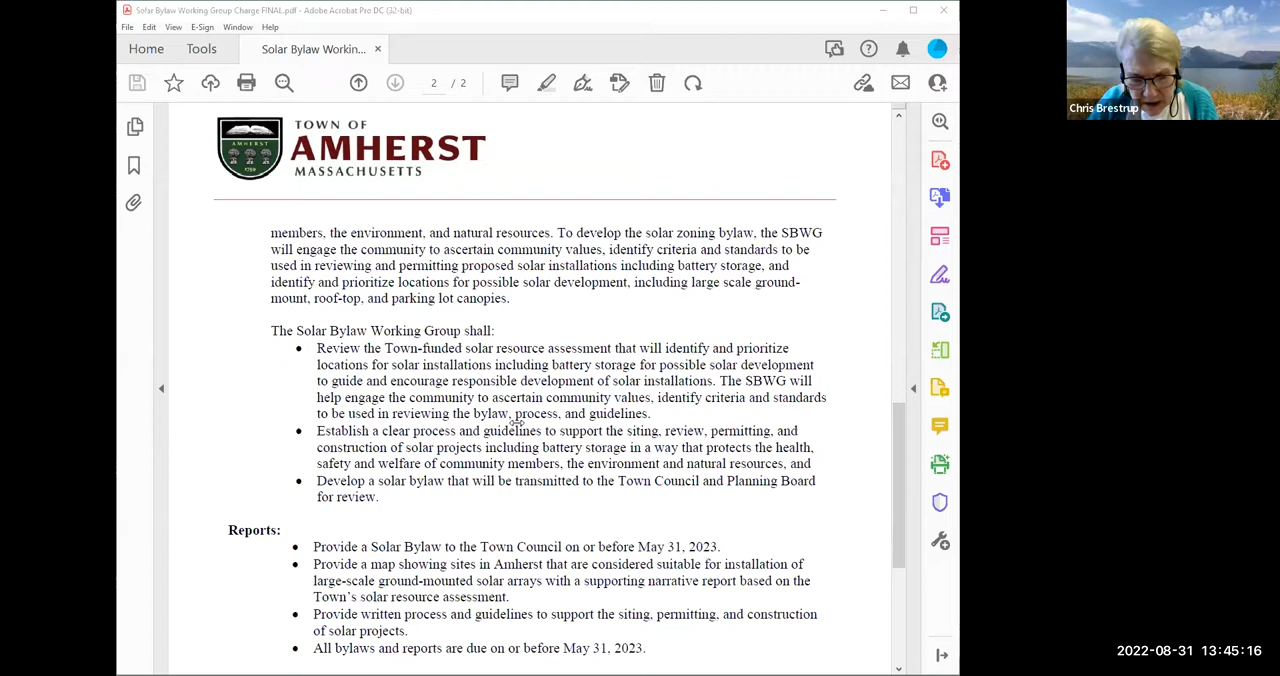 Solar Bylaw Working Group Charge FINAL.pdf - Adobe Acrobat Pro DC (32-bit)
File Edit View E-Sign Window Help
Home Tools Solar Bylaw Workin... ×
2 / 2
Chris Brestrup
TOWN OF
AMHERST
MASSACHUSETTS
AMHERST
1759
members, the environment, and natural resources. To develop the solar zoning bylaw, the SBWG
will engage the community to ascertain community values, identify criteria and standards to be
used in reviewing and permitting proposed solar installations including battery storage, and
identify and prioritize locations for possible solar development, including large scale ground-
mount, roof-top, and parking lot canopies.
The Solar Bylaw Working Group shall:
• Review the Town-funded solar resource assessment that will identify and prioritize
locations for solar installations including battery storage for possible solar development
to guide and encourage responsible development of solar installations. The SBWG will
help engage the community to ascertain community values, identify criteria and standards
to be used in reviewing the bylaw, process, and guidelines.
• Establish a clear process and guidelines to support the siting, review, permitting, and
construction of solar projects including battery storage in a way that protects the health,
safety and welfare of community members, the environment and natural resources, and
• Develop a solar bylaw that will be transmitted to the Town Council and Planning Board
for review.
Reports:
• Provide a Solar Bylaw to the Town Council on or before May 31, 2023.
• Provide a map showing sites in Amherst that are considered suitable for installation of
large-scale ground-mounted solar arrays with a supporting narrative report based on the
Town's solar resource assessment.
• Provide written process and guidelines to support the siting, permitting, and construction
of solar projects.
• All bylaws and reports are due on or before May 31, 2023.
2022-08-31 13:45:16